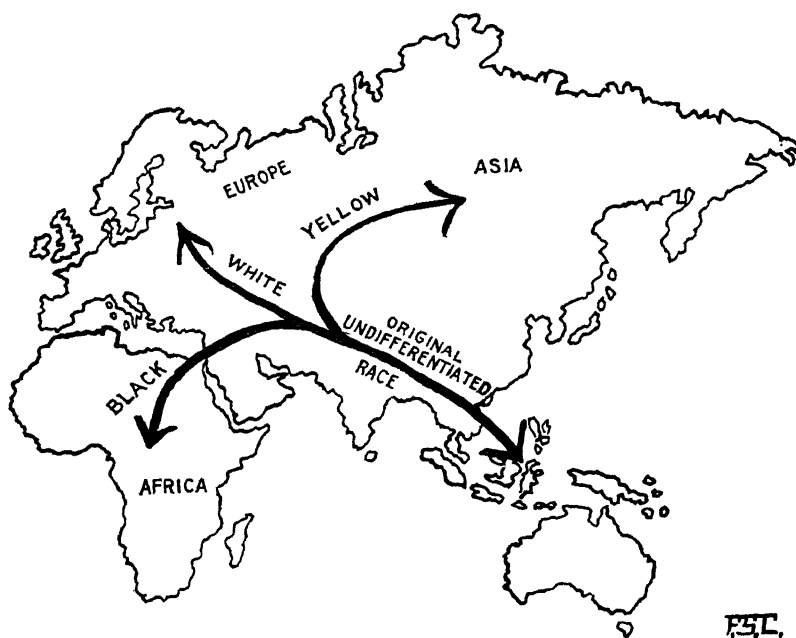 EUROPE
ASIA
YELLOW
WHITE
ORIGINAL
UNDIFFERENTIATED
RACE
BLACK
AFRICA
F.S.C.